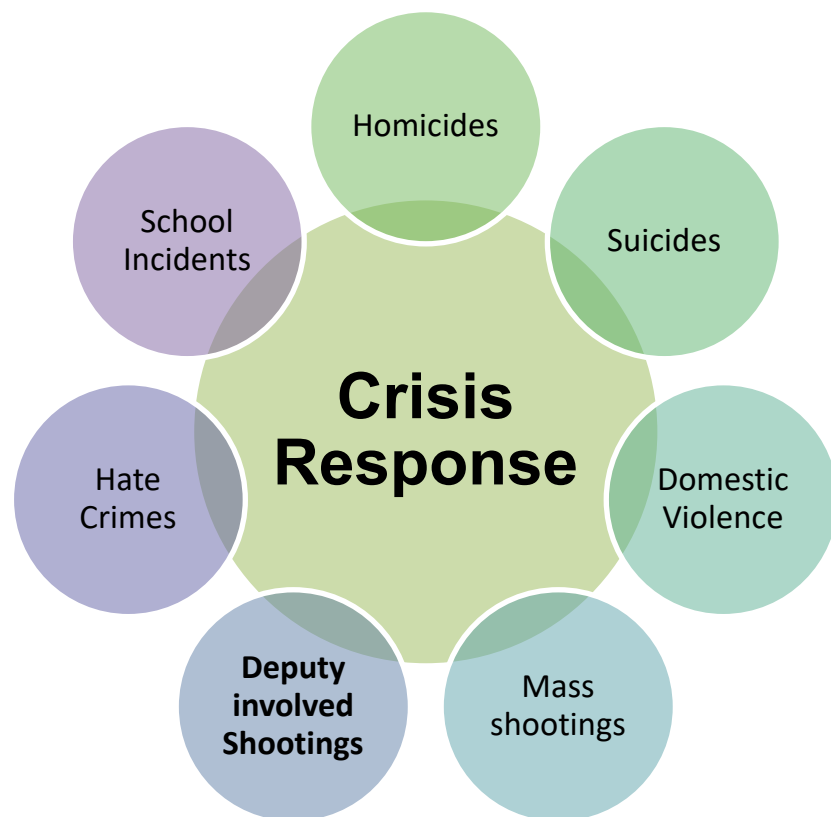 Homicides
Suicides
Domestic
Violence
Mass
shootings
Deputy
involved
Shootings
Hate
Crimes
School
Incidents
Crisis
Response